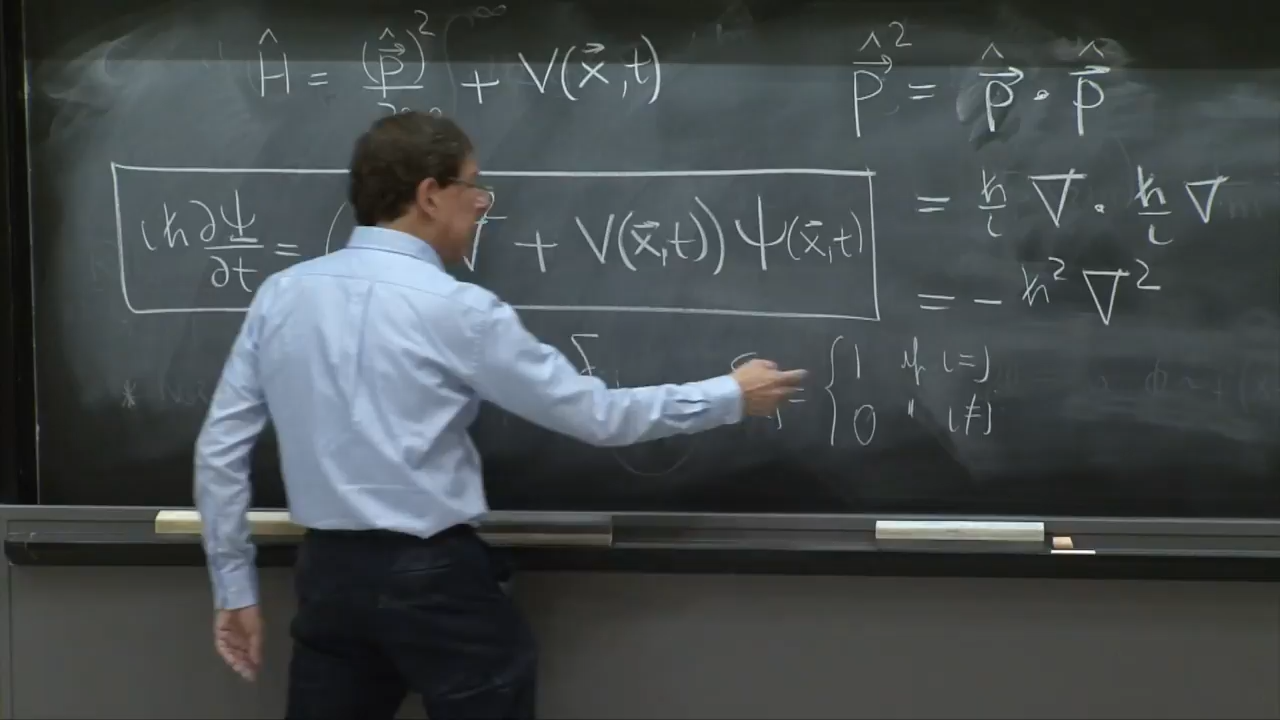 Ĥ = (p̂⃗)² + V(x⃗,t)
p̂⃗² = p̂⃗ · p̂⃗
iħ ∂Ψ/∂t = ( + V(x⃗,t)) Ψ(x⃗,t)
= ħ/i ∇ · ħ/i ∇
= - ħ² ∇²
= { 1 if i=j
0 " i≠j